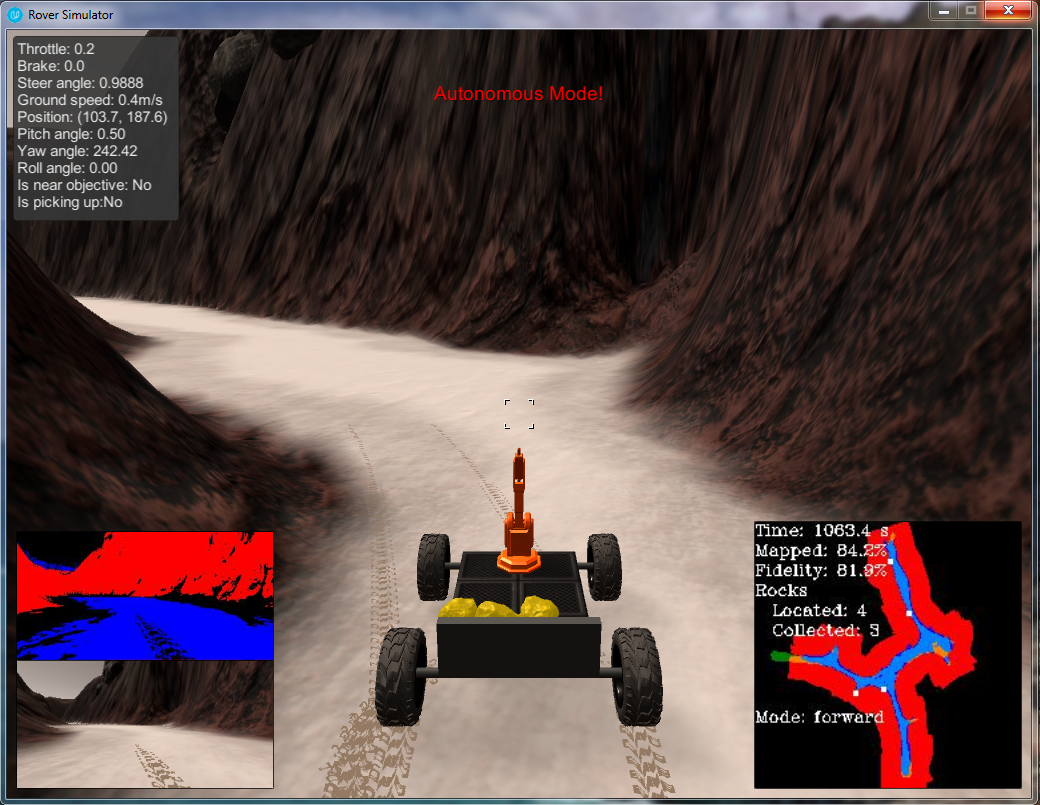 Rover Simulator
Throttle: 0.2
Brake: 0.0
Steer angle: 0.9888
Ground speed: 0.4m/s
Position: (103.7, 187.6)
Pitch angle: 0.50
Yaw angle: 242.42
Roll angle: 0.00
Is near objective: No
Is picking up:No
Autonomous Mode!
Time: 1063.4 s
Mapped: 84.2%
Fidelity: 81.9%
Rocks
Located: 4
Collected: 3
Mode: forward